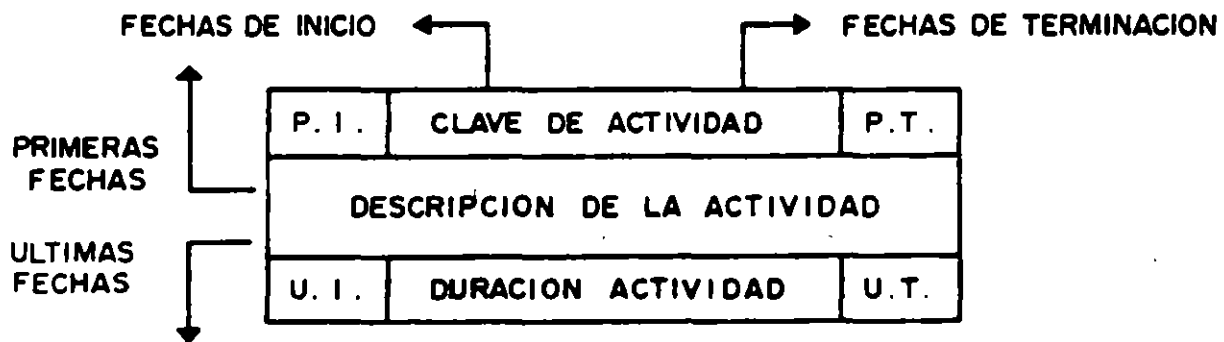 FECHAS DE INICIO
FECHAS DE TERMINACION
P. I.
CLAVE DE ACTIVIDAD
P.T.
PRIMERAS
FECHAS
DESCRIPCION DE LA ACTIVIDAD
ULTIMAS
FECHAS
U. I.
DURACION ACTIVIDAD
U.T.